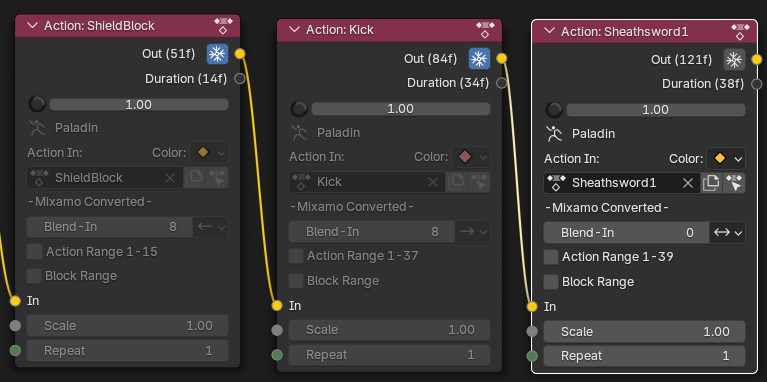 Action: ShieldBlock
Out (51f)
Duration (14f)
1.00
Paladin
Action In:
Color:
ShieldBlock
-Mixamo Converted-
Blend-In 8
Action Range 1-15
Block Range
In
Scale 1.00
Repeat 1
Action: Kick
Out (84f)
Duration (34f)
1.00
Paladin
Action In:
Color:
Kick
-Mixamo Converted-
Blend-In 8
Action Range 1-37
Block Range
In
Scale 1.00
Repeat 1
Action: Sheathsword1
Out (121f)
Duration (38f)
1.00
Paladin
Action In:
Color:
Sheathsword1
-Mixamo Converted-
Blend-In 0
Action Range 1-39
Block Range
In
Scale 1.00
Repeat 1